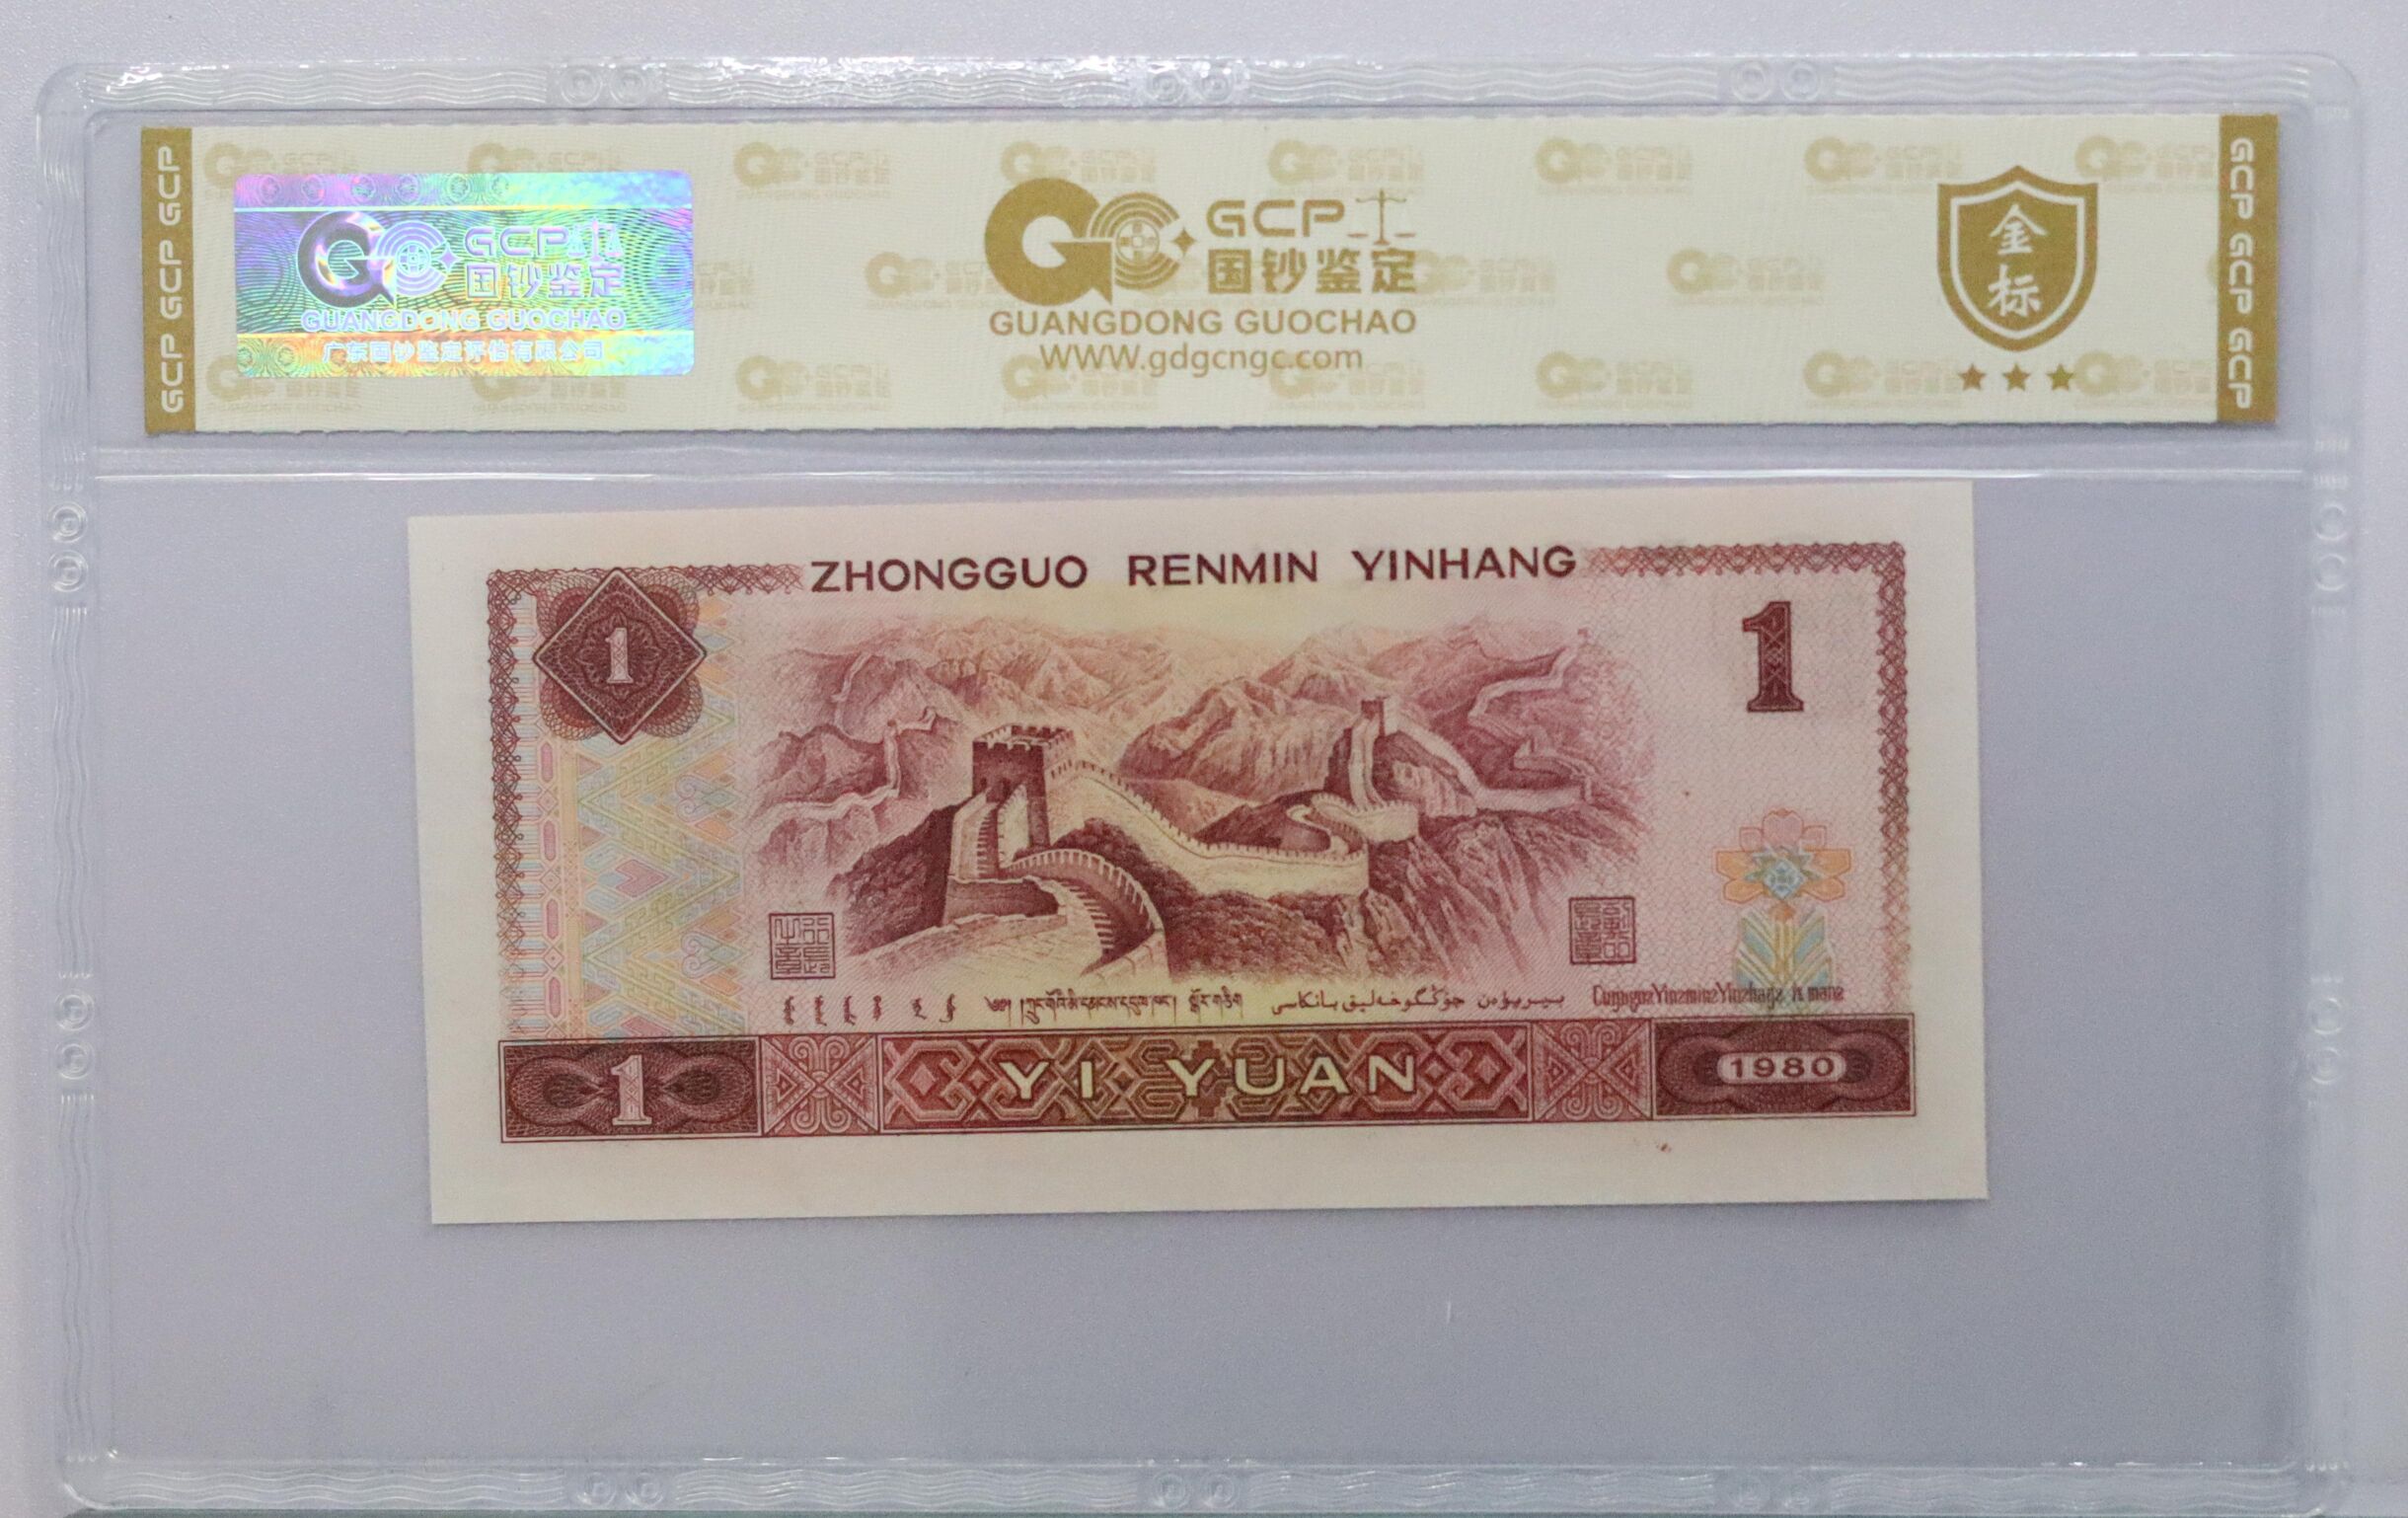 GCP GCP GCP
GCP 国钞鉴定
GUANGDONG GUOCHAO
广东国钞鉴定评估有限公司
GCP
国钞鉴定
GUANGDONG GUOCHAO
WWW.gdgcngc.com
金标
GCP GCP GCP
ZHONGGUO RENMIN YINHANG
1
1
1
YI YUAN
1980